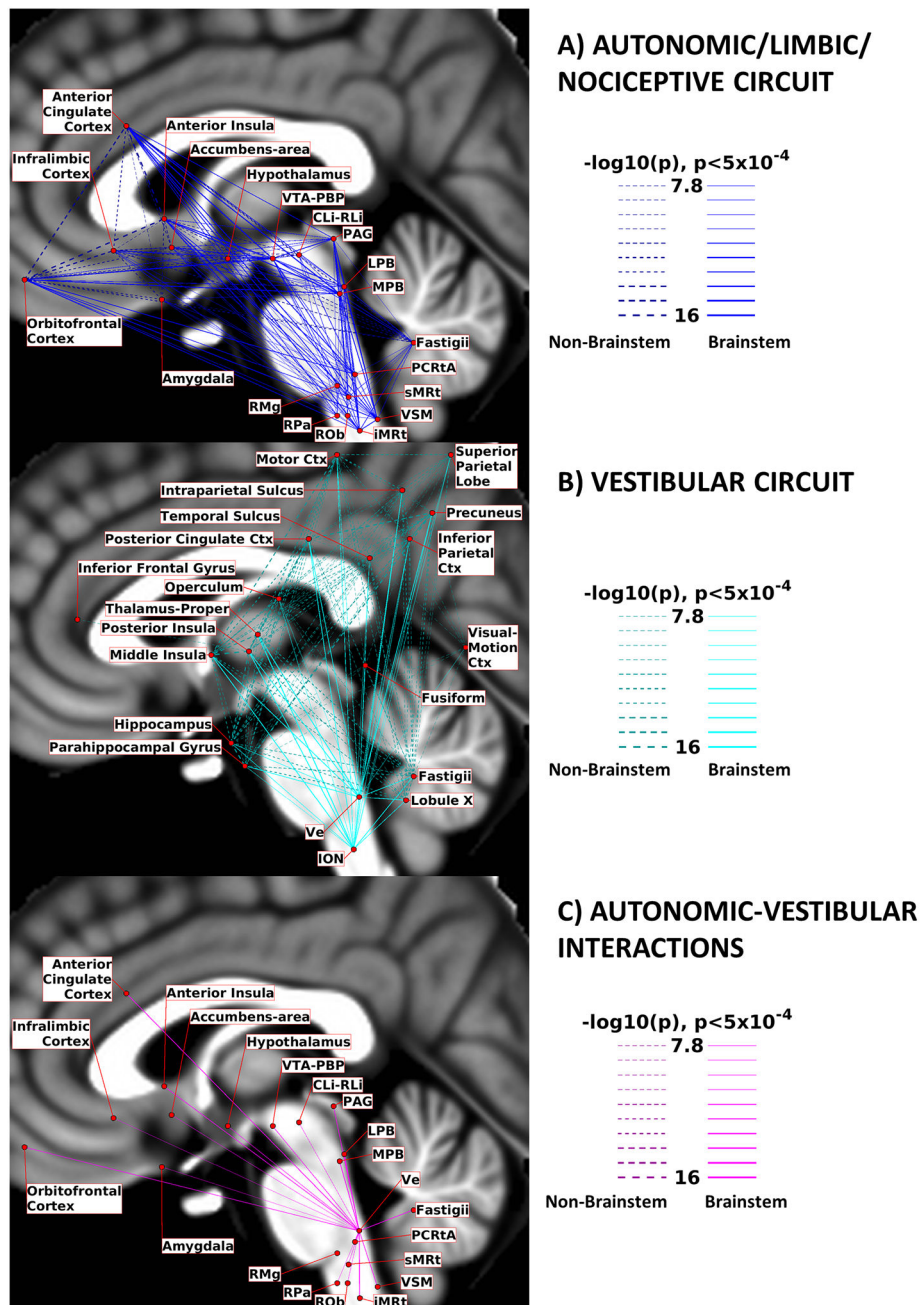 A) AUTONOMIC/LIMBIC/
NOCICEPTIVE CIRCUIT
Anterior
Cingulate
Cortex
Anterior Insula
Accumbens-area
Infralimbic
Cortex
Hypothalamus
VTA-PBP
CLi-RLi
PAG
LPB
MPB
Orbitofrontal
Cortex
Amygdala
Fastigii
PCRtA
RMg
sMRt
RPa
VSM
ROb
iMRt
-log10(p), p<5x10-4
7.8
16
Non-Brainstem
Brainstem
B) VESTIBULAR CIRCUIT
Motor Ctx
Superior
Parietal
Lobe
Intraparietal Sulcus
Temporal Sulcus
Precuneus
Posterior Cingulate Ctx
Inferior
Parietal
Ctx
Inferior Frontal Gyrus
Operculum
Thalamus-Proper
Posterior Insula
Middle Insula
Visual-
Motion
Ctx
Fusiform
Hippocampus
Parahippocampal Gyrus
Fastigii
Lobule X
Ve
ION
-log10(p), p<5x10-4
7.8
16
Non-Brainstem
Brainstem
C) AUTONOMIC-VESTIBULAR
INTERACTIONS
Anterior
Cingulate
Cortex
Anterior Insula
Accumbens-area
Infralimbic
Cortex
Hypothalamus
VTA-PBP
CLi-RLi
PAG
LPB
MPB
Orbitofrontal
Cortex
Ve
Fastigii
Amygdala
PCRtA
RMg
sMRt
RPa
VSM
ROb
iMRt
-log10(p), p<5x10-4
7.8
16
Non-Brainstem
Brainstem